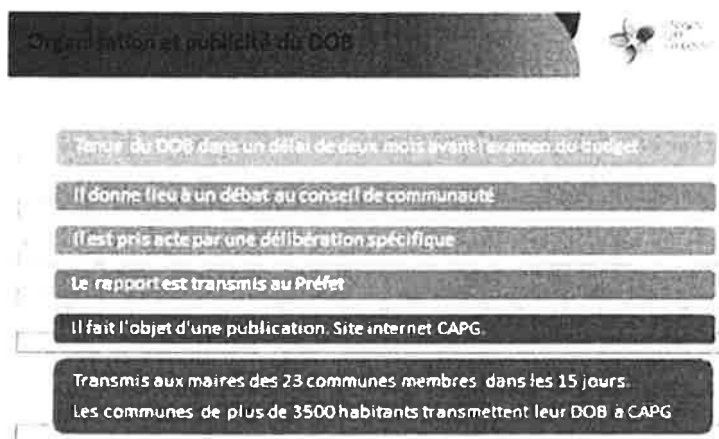 Organisation et publicité du DOB
Tenue du DOB dans un délai de deux mois avant l'examen du budget
Il donne lieu à un débat au conseil de communauté
Il est pris acte par une délibération spécifique
Le rapport est transmis au Préfet
Il fait l'objet d'une publication. Site internet CAPG.
Transmis aux maires des 23 communes membres dans les 15 jours.
Les communes de plus de 3500 habitants transmettent leur DOB à CAPG